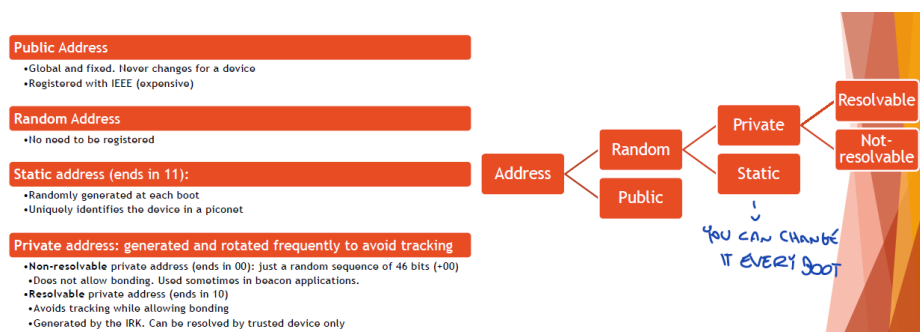 Public Address
•Global and fixed. Never changes for a device
•Registered with IEEE (expensive)
Random Address
•No need to be registered
Static address (ends in 11):
•Randomly generated at each boot
•Uniquely identifies the device in a piconet
Private address: generated and rotated frequently to avoid tracking
•Non-resolvable private address (ends in 00): just a random sequence of 46 bits (+00)
•Does not allow bonding. Used sometimes in beacon applications.
•Resolvable private address (ends in 10)
•Avoids tracking while allowing bonding
•Generated by the IRK. Can be resolved by trusted device only
Address
Random
Public
Private
Static
Resolvable
Not-
resolvable
YOU CAN CHANGE
IT EVERY BOOT